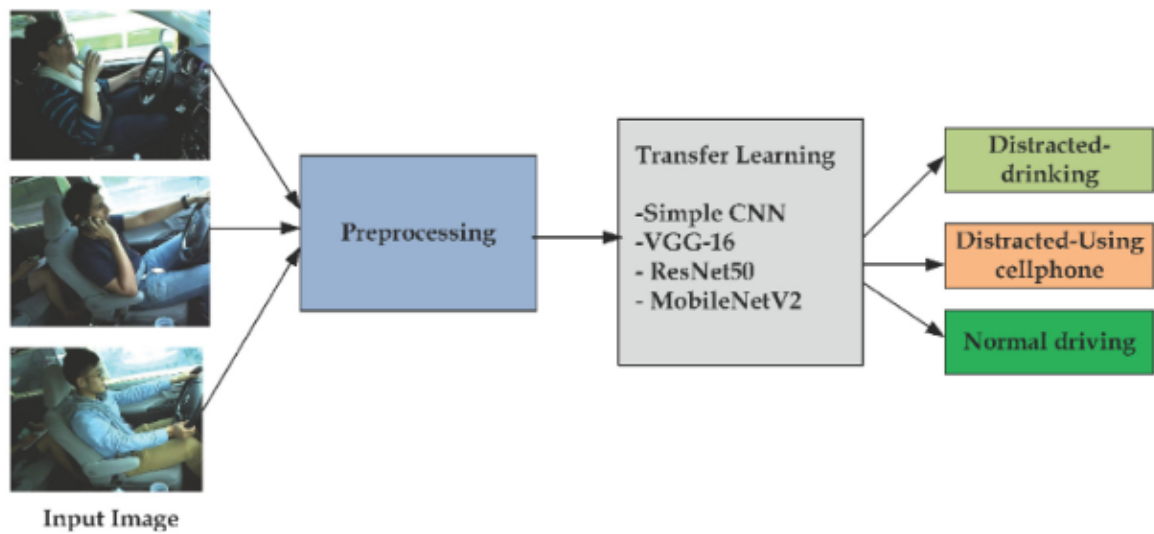 Input Image
Preprocessing
Transfer Learning
-Simple CNN
-VGG-16
- ResNet50
- MobileNetV2
Distracted-
drinking
Distracted-Using
cellphone
Normal driving